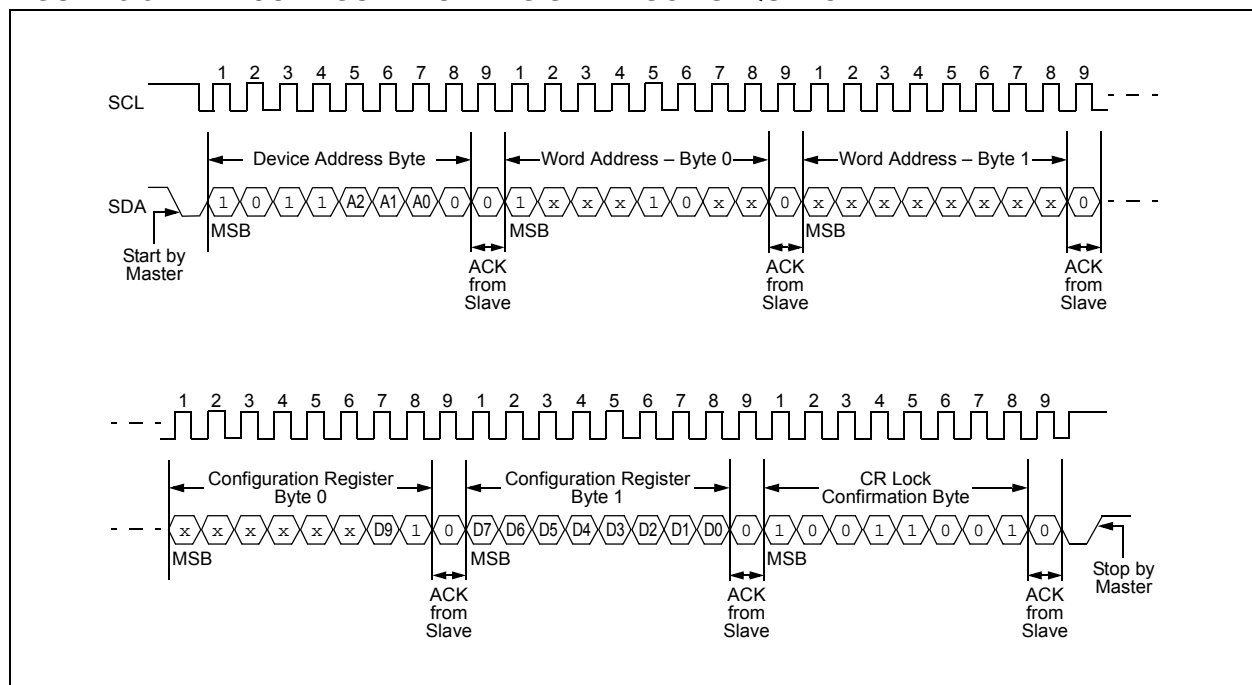 1 2 3 4 5 6 7 8 9 1 2 3 4 5 6 7 8 9 1 2 3 4 5 6 7 8 9
SCL
Device Address Byte
Word Address – Byte 0
Word Address – Byte 1
SDA
1 0 1 1 A2 A1 A0 0 0 1 x x x 1 0 x x 0 x x x x x x x x 0
MSB
MSB
MSB
Start by
Master
ACK
from
Slave
ACK
from
Slave
ACK
from
Slave
1 2 3 4 5 6 7 8 9 1 2 3 4 5 6 7 8 9 1 2 3 4 5 6 7 8 9
Configuration Register
Byte 0
Configuration Register
Byte 1
CR Lock
Confirmation Byte
x x x x x x D9 1 0 D7 D6 D5 D4 D3 D2 D1 D0 0 1 0 0 1 1 0 0 1 0
MSB
MSB
MSB
Stop by
Master
ACK
from
Slave
ACK
from
Slave
ACK
from
Slave